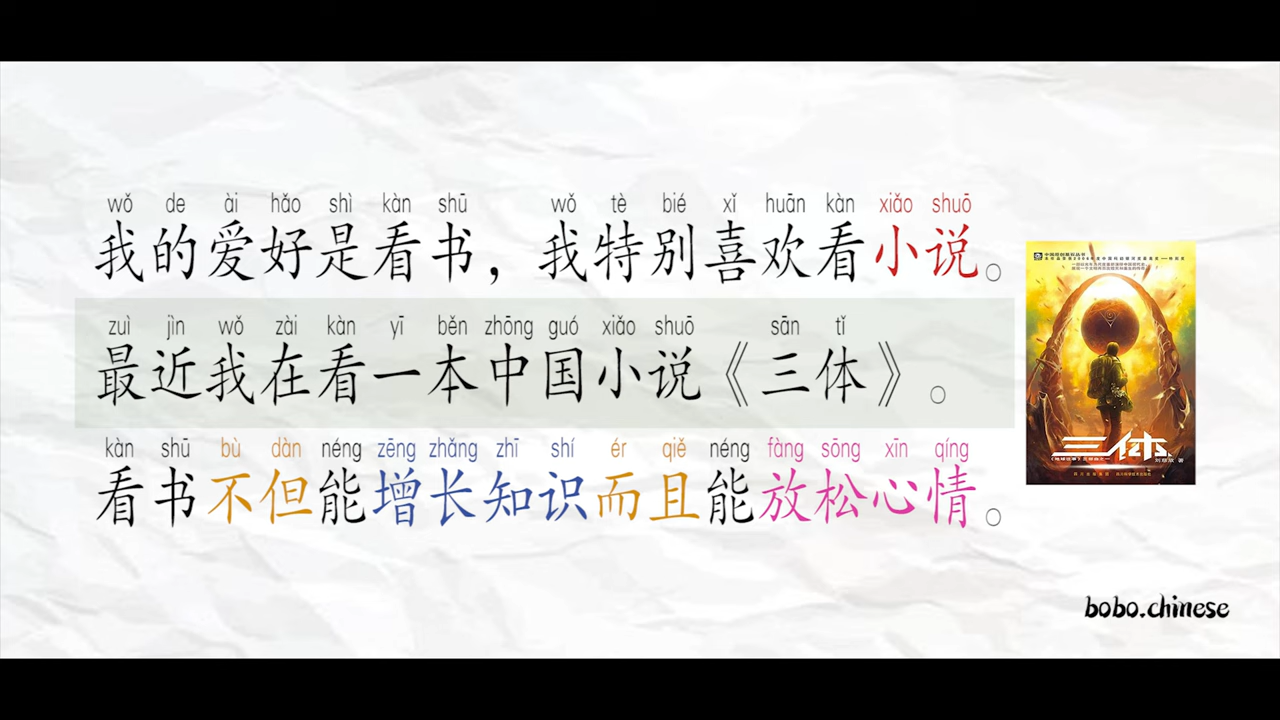 wǒ de ài hǎo shì kàn shū wǒ tè bié xǐ huān kàn xiǎo shuō
我的爱好是看书，我特别喜欢看小说。
zuì jìn wǒ zài kàn yī běn zhōng guó xiǎo shuō sān tǐ
最近我在看一本中国小说《三体》。
kàn shū bù dàn néng zēng zhǎng zhī shí ér qiě néng fàng sōng xīn qíng
看书不但能增长知识而且能放松心情。
三体
刘慈欣 著
bobo.chinese